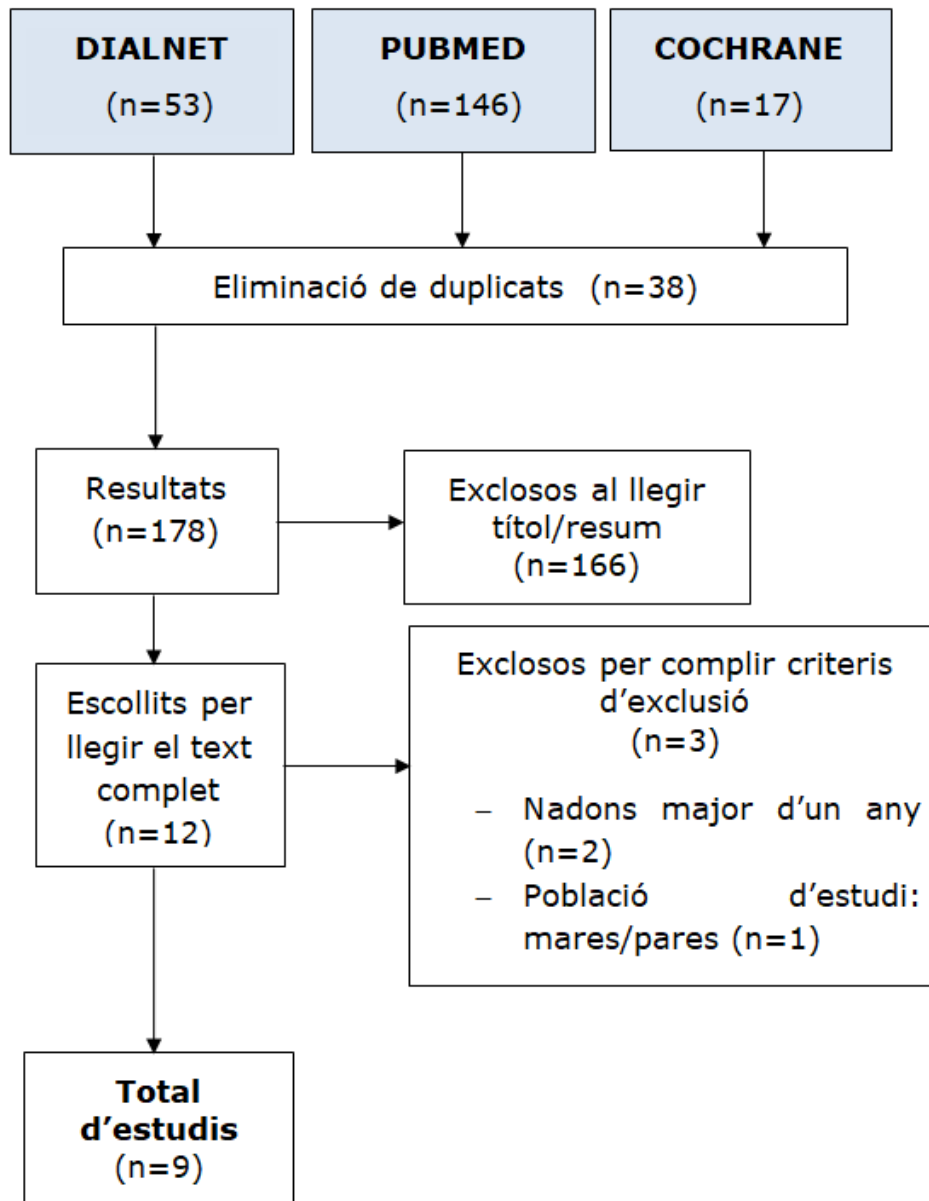 DIALNET
(n=53)
PUBMED
(n=146)
COCHRANE
(n=17)
Eliminació de duplicats (n=38)
Resultats
(n=178)
Exclosos al llegir
títol/resum
(n=166)
Escollits per
llegir el text
complet
(n=12)
Exclosos per complir criteris
d’exclusió
(n=3)
– Nadons major d’un any
(n=2)
– Població d’estudi:
mares/pares (n=1)
Total
d’estudis
(n=9)